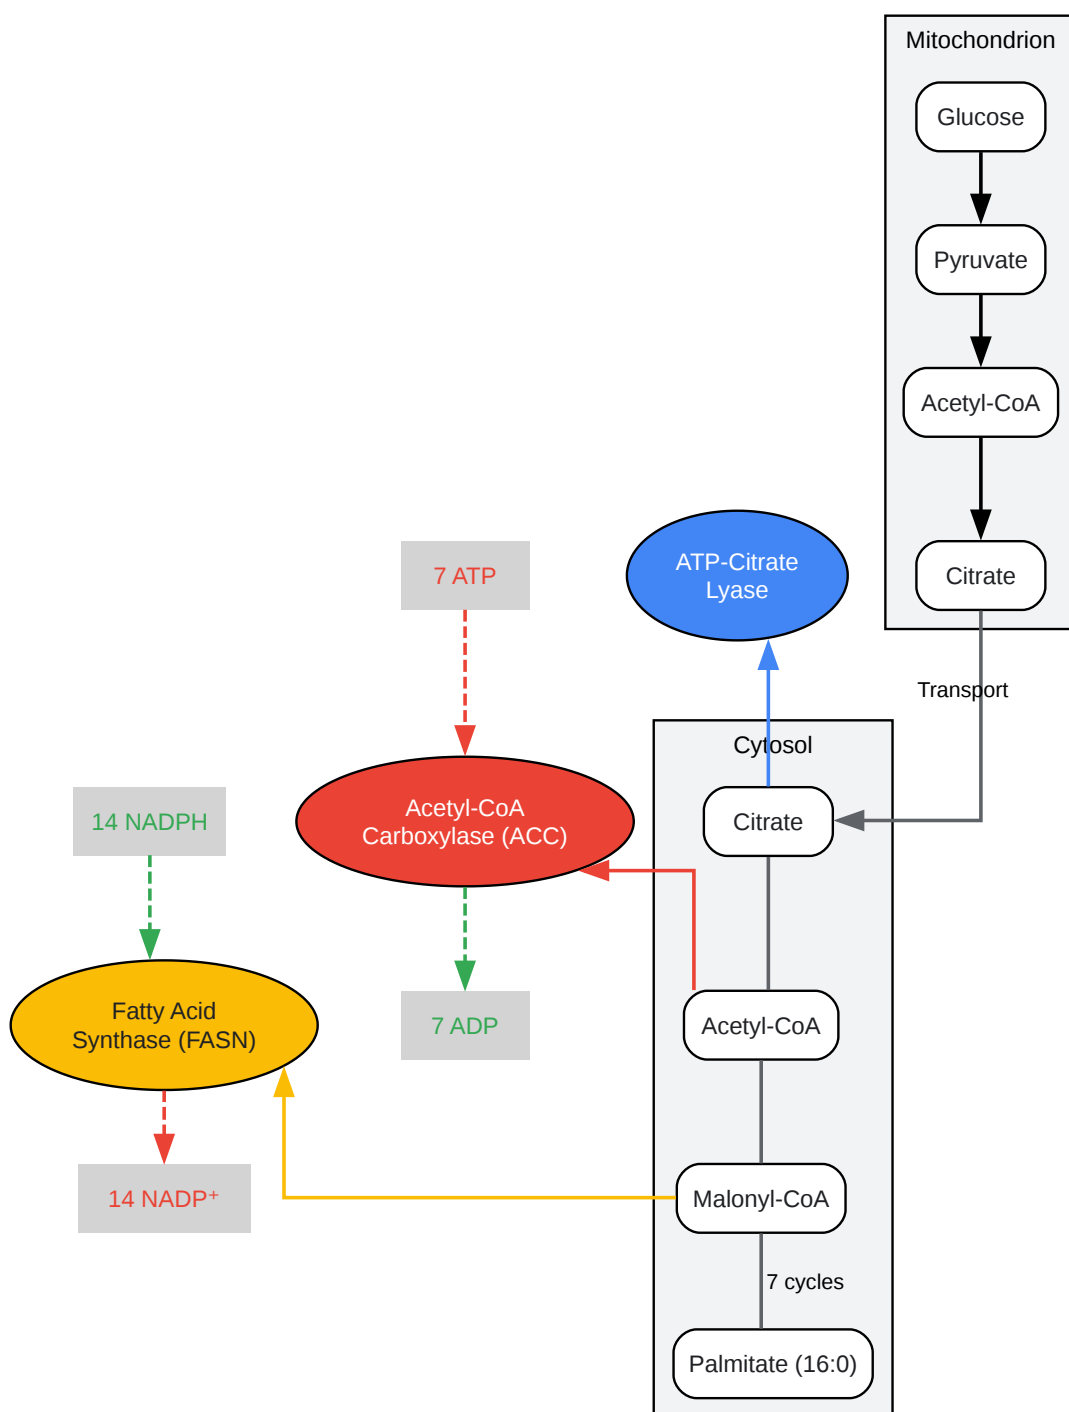 Mitochondrion
Glucose
Pyruvate
Acetyl-CoA
Citrate
ATP-Citrate
Lyase
7 ATP
Transport
Cytosol
Citrate
Acetyl-CoA
Carboxylase (ACC)
14 NADPH
Acetyl-CoA
7 ADP
Fatty Acid
Synthase (FASN)
Malonyl-CoA
14 NADP⁺
7 cycles
Palmitate (16:0)